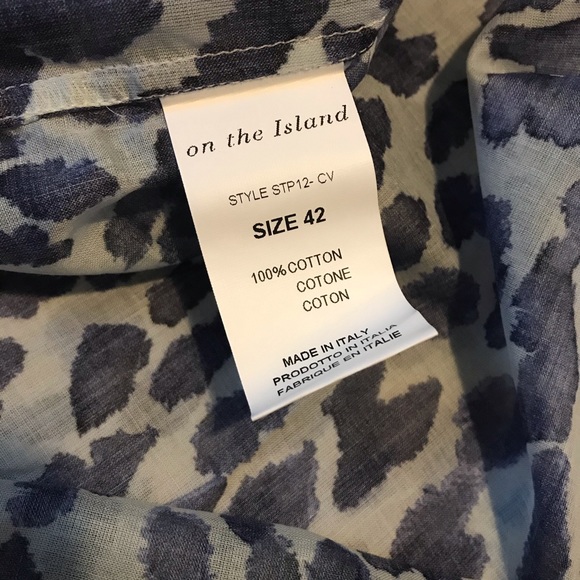 on the Island
STYLE STP12- CV
SIZE 42
100% COTTON
COTONE
COTON
MADE IN ITALY
PRODOTTO IN ITALIA
FABRIQUE EN ITALIE